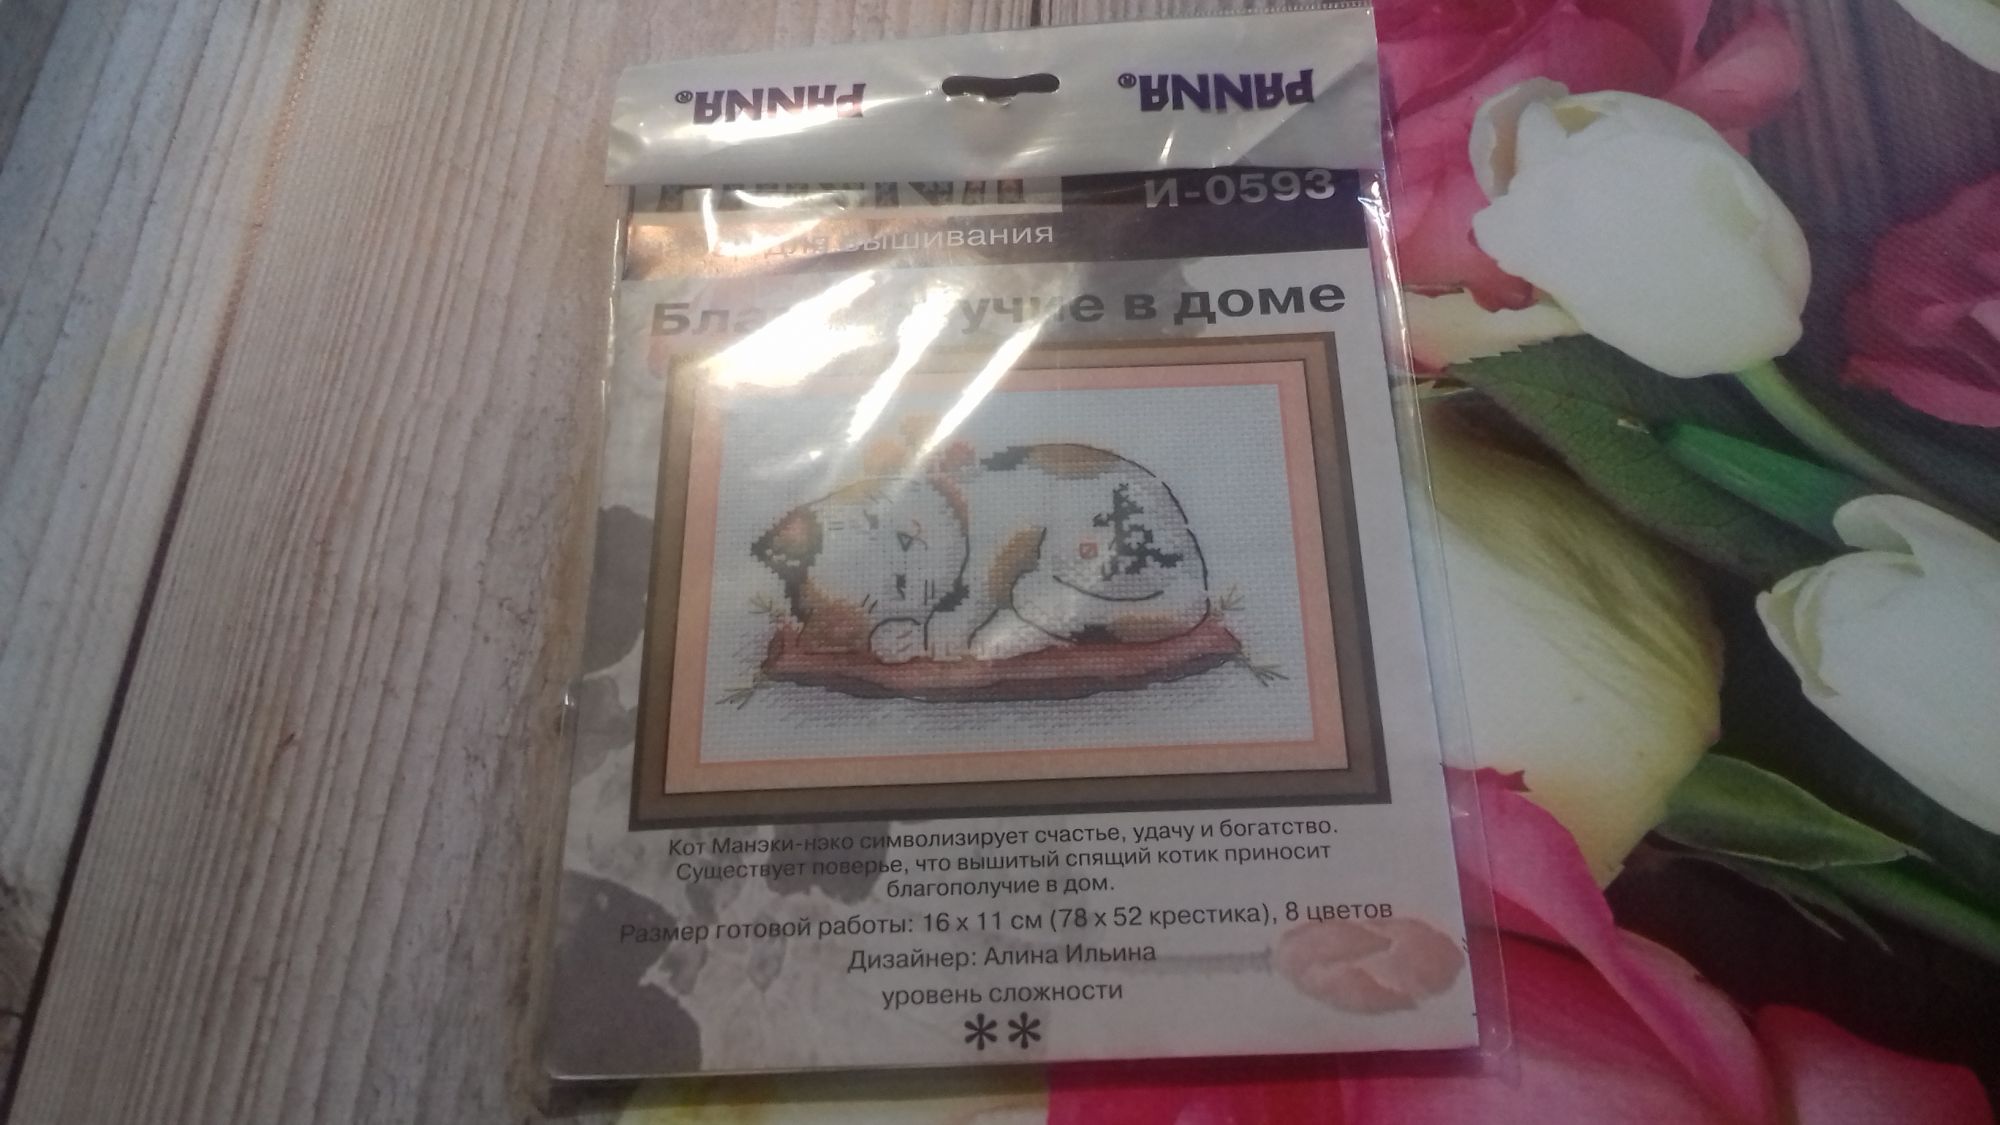 PANNA® PANNA®
И-0593
для вышивания
Благополучие в доме
Кот Манэки-нэко символизирует счастье, удачу и богатство.
Существует поверье, что вышитый спящий котик приносит
благополучие в дом.
Размер готовой работы: 16 х 11 см (78 х 52 крестика), 8 цветов
Дизайнер: Алина Ильина
уровень сложности
**